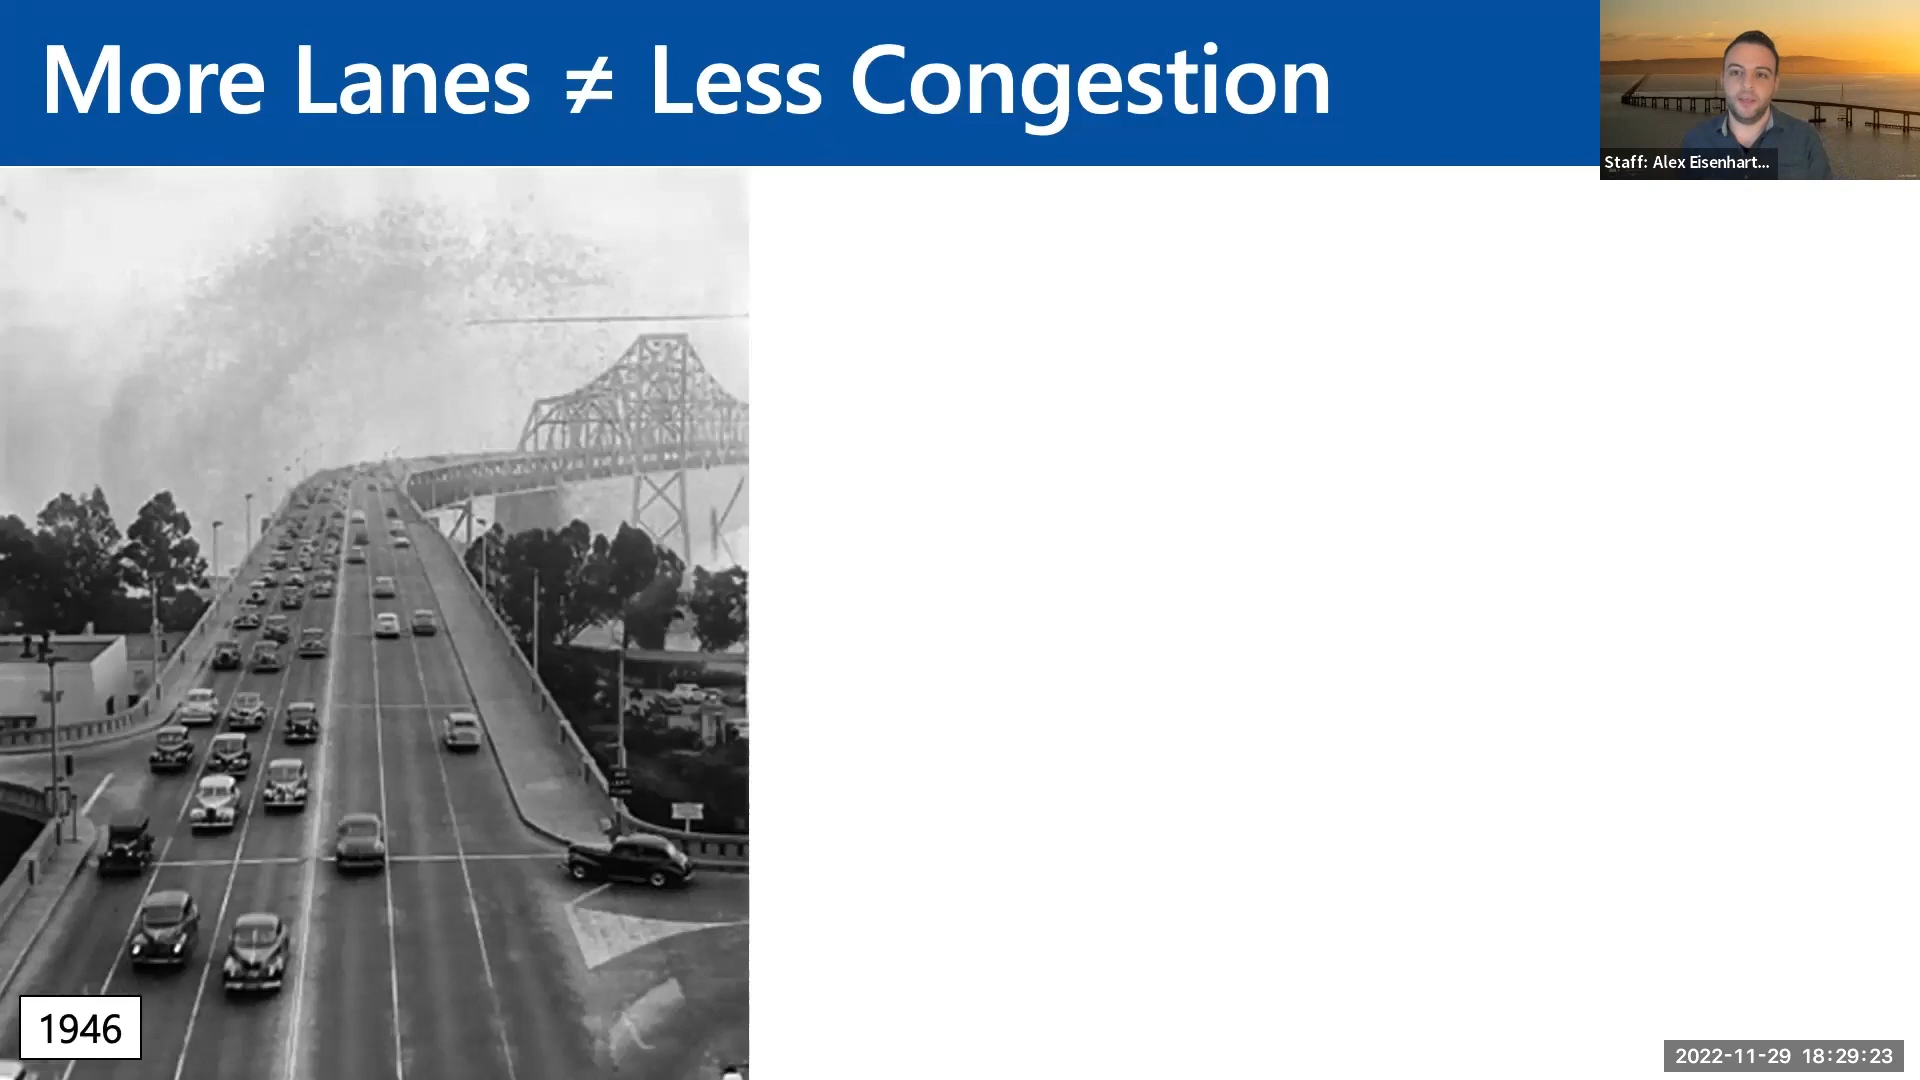 More Lanes ≠ Less Congestion
Staff: Alex Eisenhart...
1946
2022-11-29 18:29:23